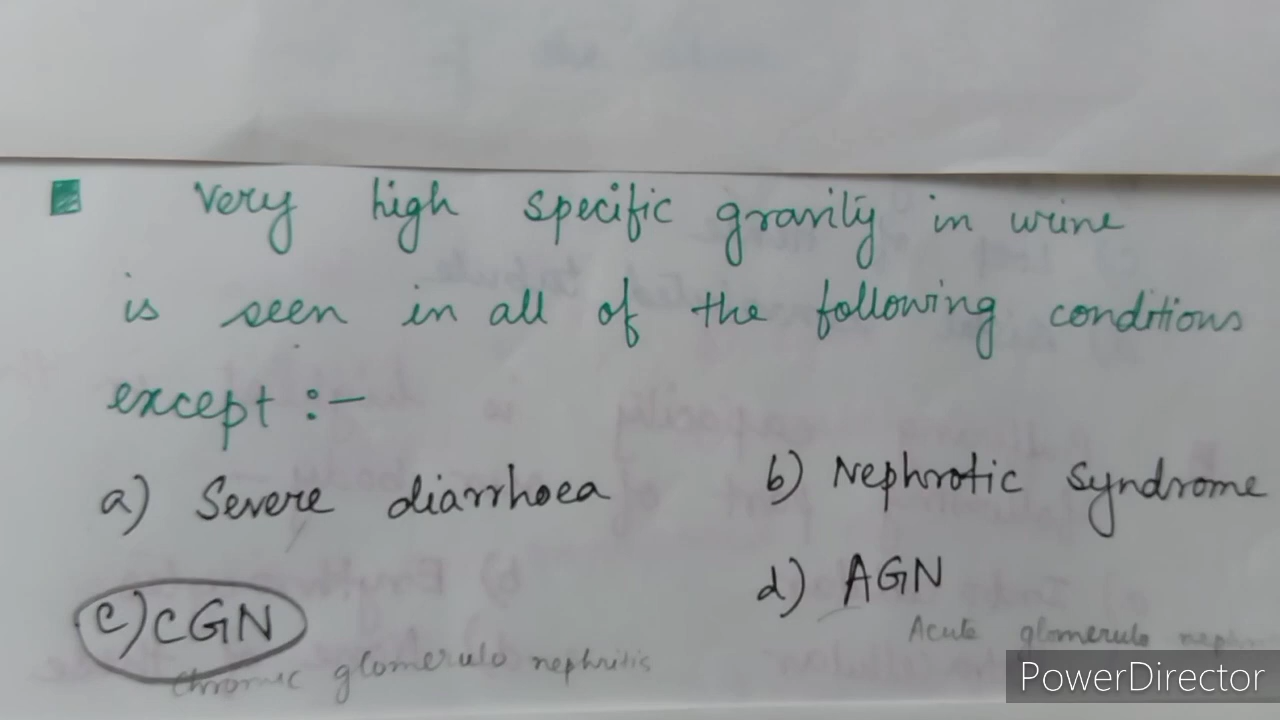 Very high specific gravity in urine
is seen in all of the following conditions
except :-
a) Severe diarrhoea
b) Nephrotic Syndrome
c) CGN
chronic glomerulo nephritis
d) AGN
Acute glomerulo
PowerDirector